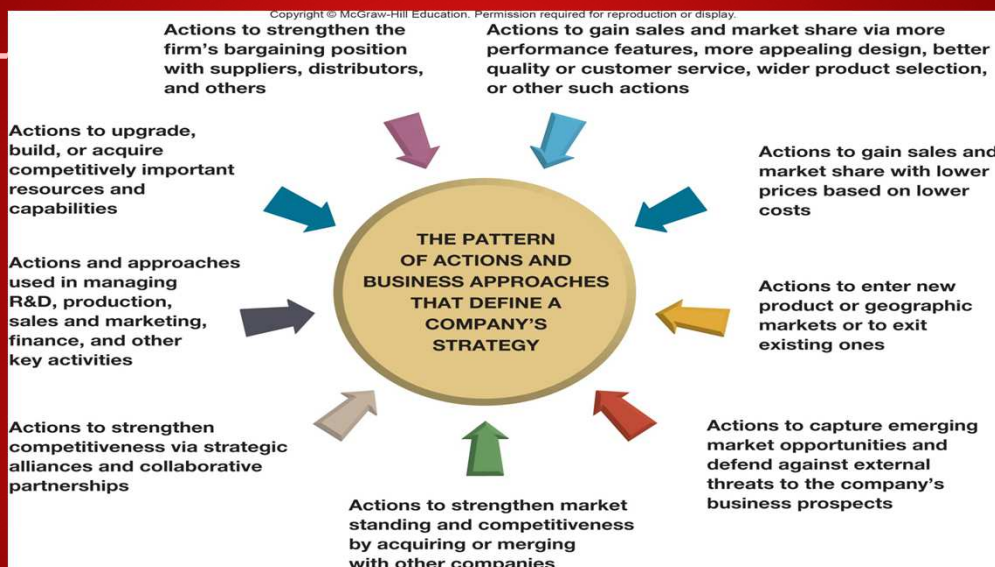 Copyright © McGraw-Hill Education. Permission required for reproduction or display.
Actions to strengthen the
firm's bargaining position
with suppliers, distributors,
and others
Actions to gain sales and market share via more
performance features, more appealing design, better
quality or customer service, wider product selection,
or other such actions
Actions to upgrade,
build, or acquire
competitively important
resources and
capabilities
Actions to gain sales and
market share with lower
prices based on lower
costs
THE PATTERN
OF ACTIONS AND
BUSINESS APPROACHES
THAT DEFINE A
COMPANY'S
STRATEGY
Actions and approaches
used in managing
R&D, production,
sales and marketing,
finance, and other
key activities
Actions to enter new
product or geographic
markets or to exit
existing ones
Actions to strengthen
competitiveness via strategic
alliances and collaborative
partnerships
Actions to capture emerging
market opportunities and
defend against external
threats to the company's
business prospects
Actions to strengthen market
standing and competitiveness
by acquiring or merging
with other companies